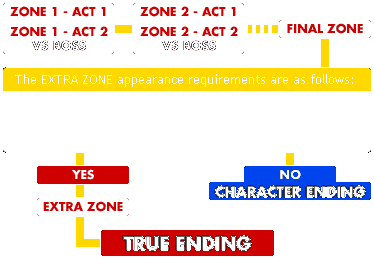 ZONE 1 - ACT 1
ZONE 1 - ACT 2
VS BOSS
ZONE 2 - ACT 1
ZONE 2 - ACT 2
VS BOSS
FINAL ZONE
The EXTRA ZONE appearance requirements are as follows:
YES
EXTRA ZONE
TRUE ENDING
NO
CHARACTER ENDING